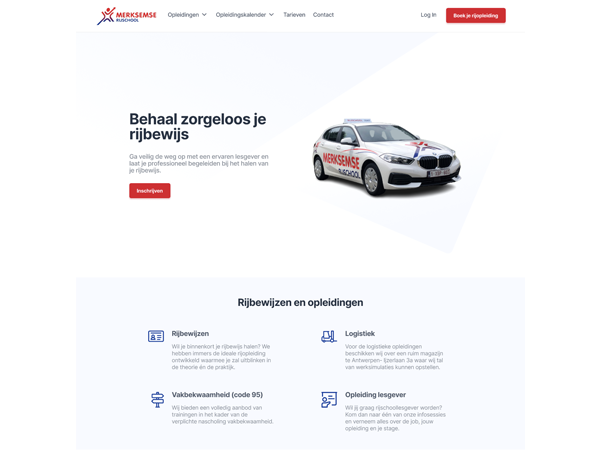 MERKSEMSE
RIJSCHOOL
Opleidingen
Opleidingskalender
Tarieven
Contact
Log In
Boek je rijopleiding
Behaal zorgeloos je
rijbewijs
Ga veilig de weg op met een ervaren lesgever en
laat je professioneel begeleiden bij het halen van
je rijbewijs.
Inschrijven
MERKSEMSE
RIJSCHOOL
Rijbewijzen en opleidingen
Rijbewijzen
Wil je binnenkort je rijbewijs halen? We
hebben immers de ideale rijopleiding
ontwikkeld waarmee je zal uitblinken in
de theorie én de praktijk.
Logistiek
Voor de logistieke opleidingen
beschikken wij over een ruim magazijn
te Antwerpen- Ijzerlaan 3a waar wij tal
van werksimulaties kunnen opstellen.
Vakbekwaamheid (code 95)
Wij bieden een volledig aanbod van
trainingen in het kader van de
verplichte nascholing vakbekwaamheid.
Opleiding lesgever
Wil jij graag rijschoollesgever worden?
Kom dan naar één van onze infosessies
en verneem alles over de job, jouw
opleiding en je stage.